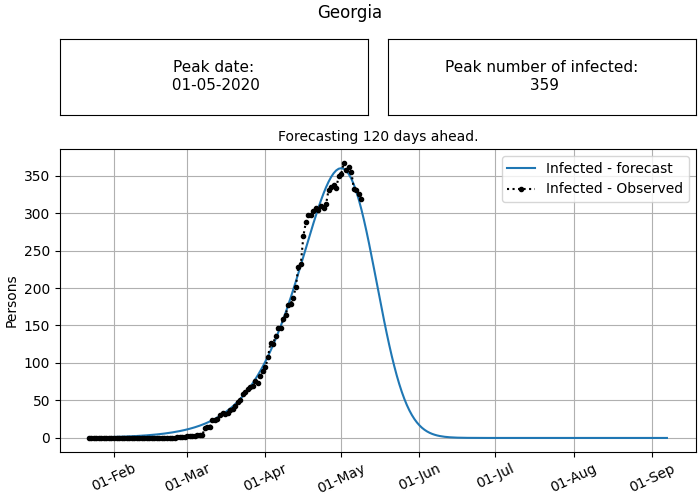 Georgia
Peak date:
01-05-2020
Peak number of infected:
359
Forecasting 120 days ahead.
Infected - forecast
Infected - Observed
Persons
350
300
250
200
150
100
50
0
01-Feb
01-Mar
01-Apr
01-May
01-Jun
01-Jul
01-Aug
01-Sep